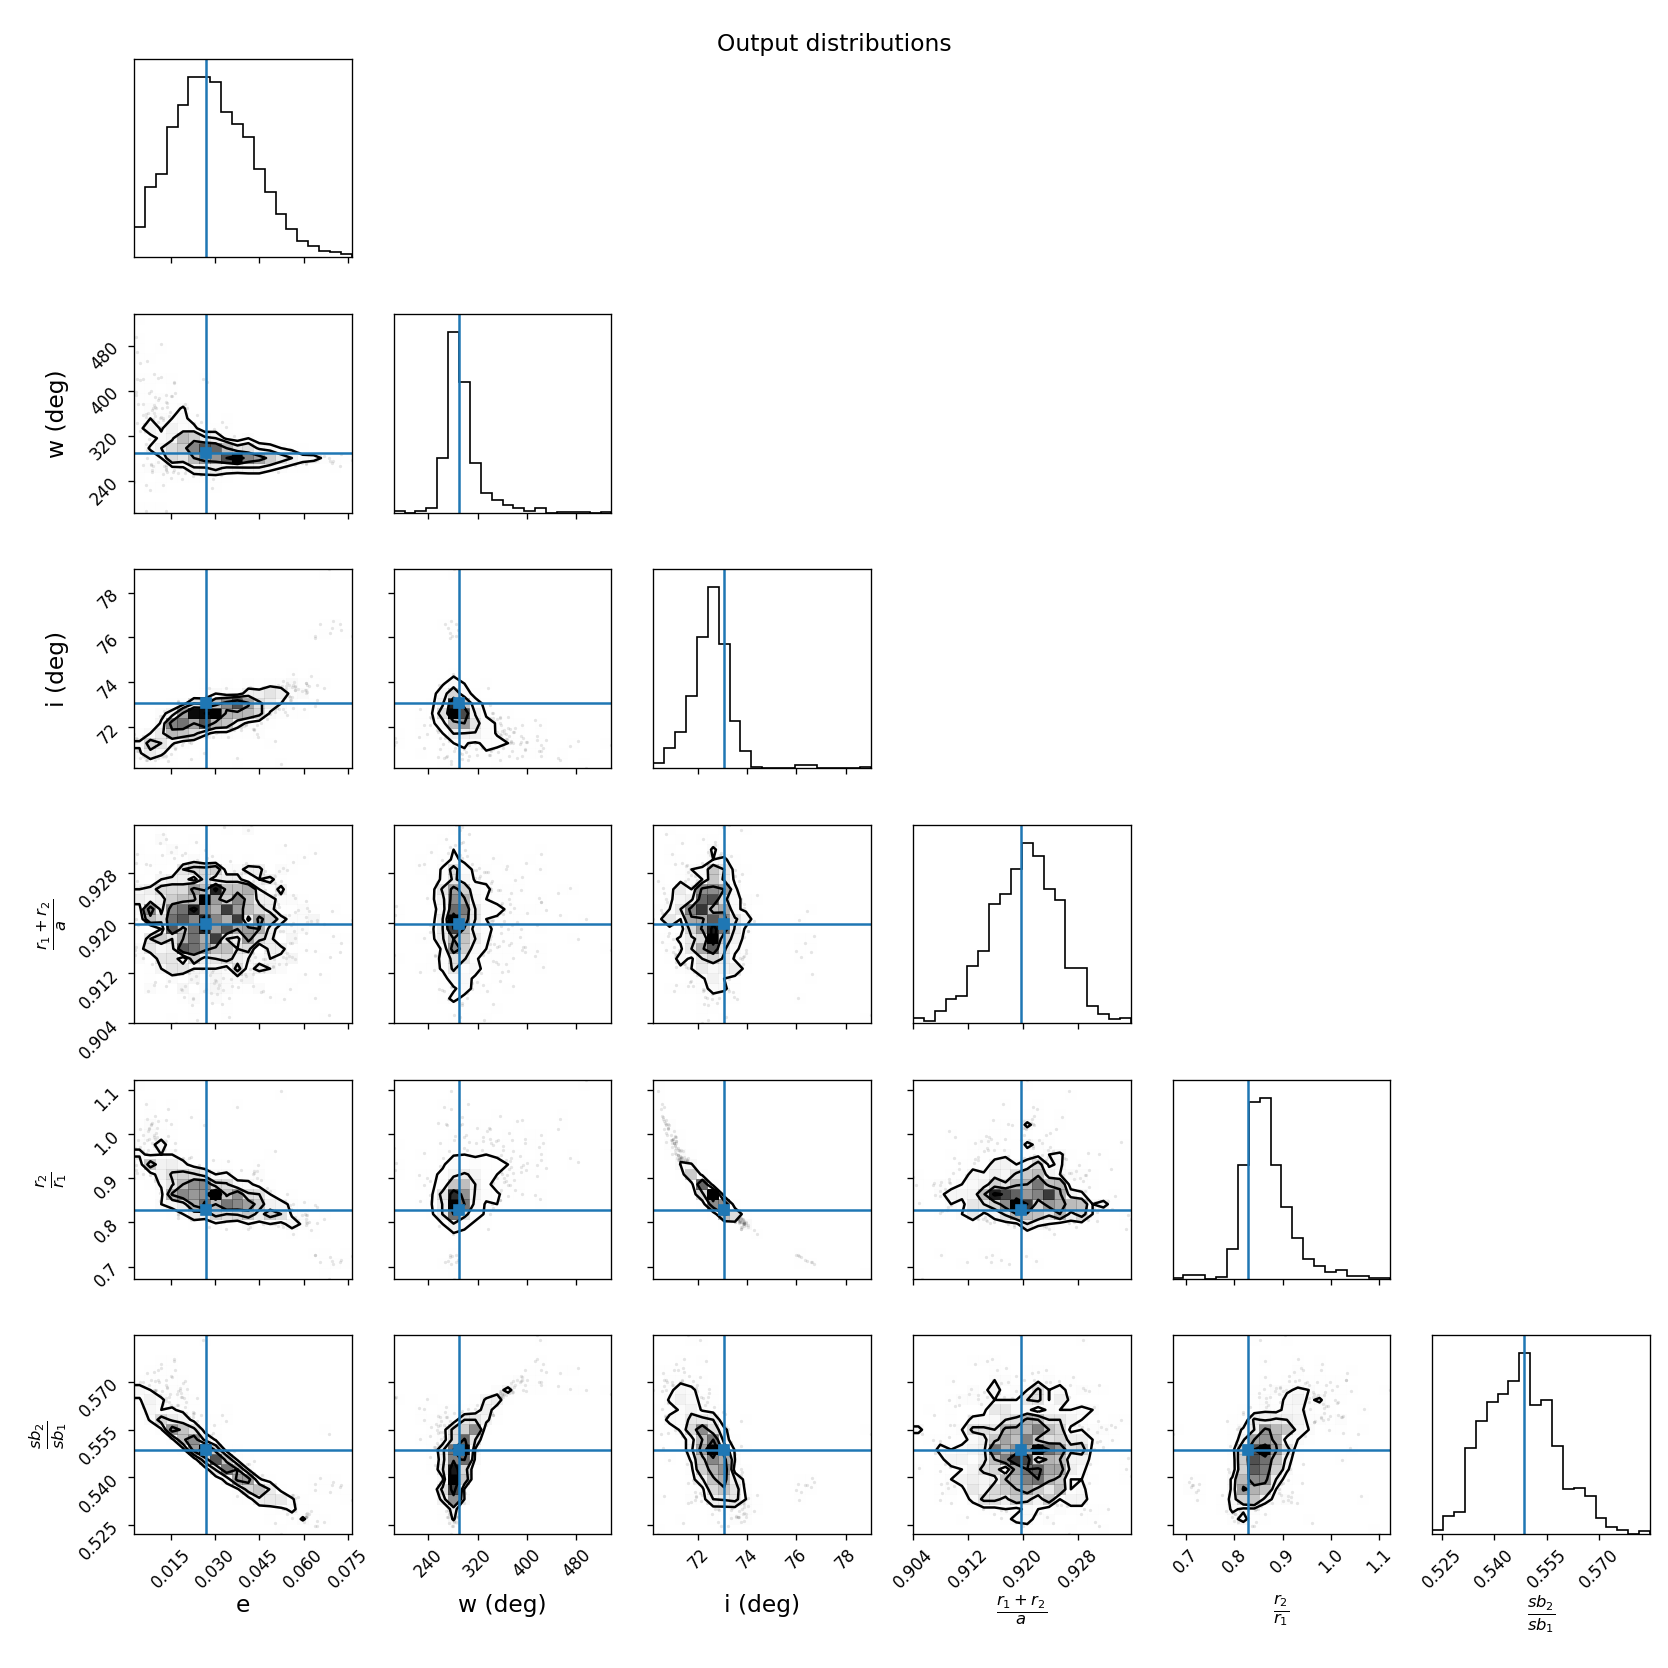 Output distributions
480
400
320
240
w (deg)
78
76
74
72
i (deg)
0.928
0.920
0.912
0.904
r₁ + r₂
a
1.1
1.0
0.9
0.8
0.7
r₂
r₁
0.570
0.555
0.540
0.525
sb₂
sb₁
0.015 0.030 0.045 0.060 0.075
240 320 400 480
72 74 76 78
0.904 0.912 0.920 0.928
0.7 0.8 0.9 1.0 1.1
0.525 0.540 0.555 0.570
e
w (deg)
i (deg)
r₁ + r₂
a
r₂
r₁
sb₂
sb₁